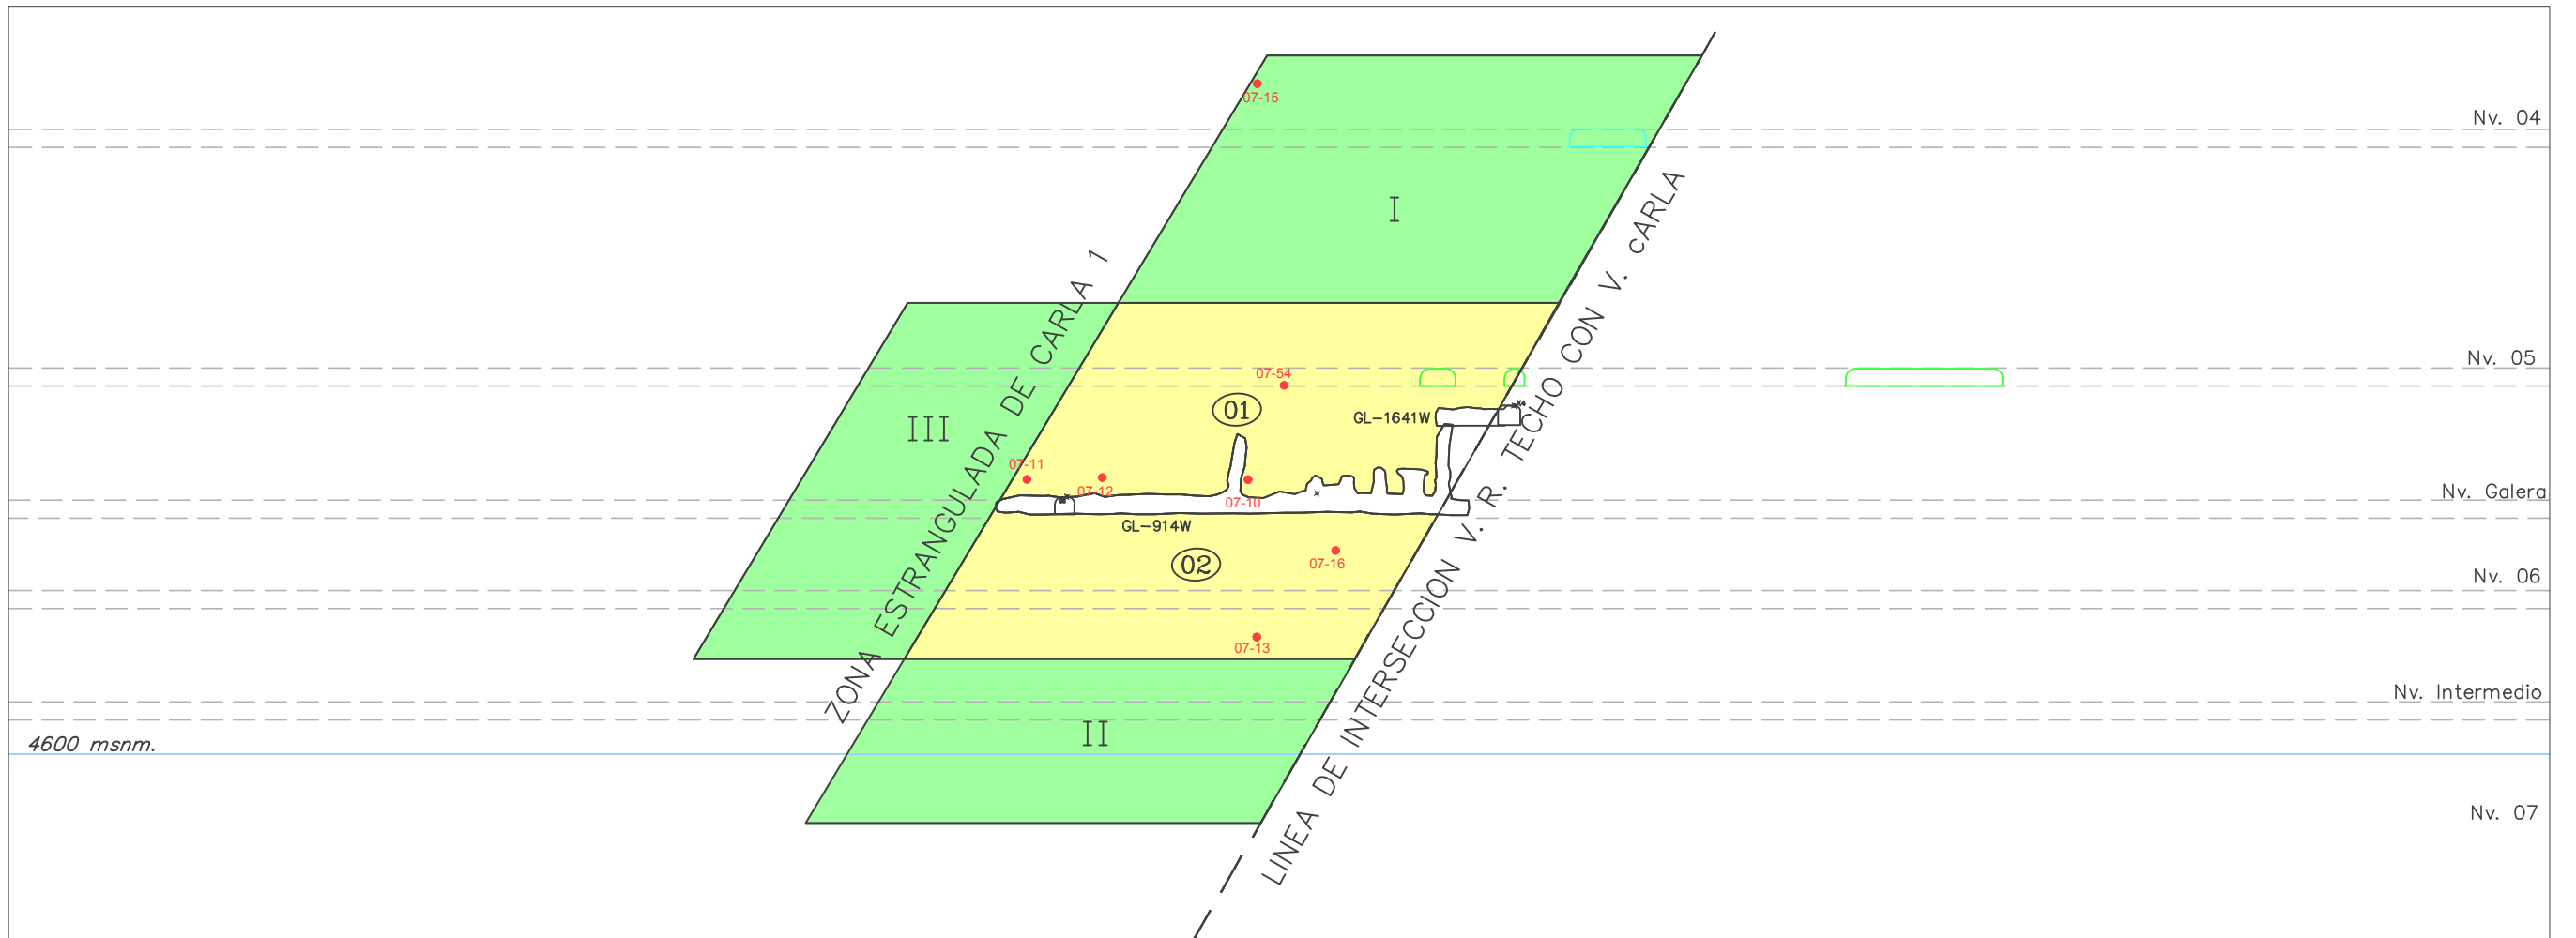 07-15
Nv. 04
I
ZONA ESTRANGULADA DE CARLA 1
LINEA DE INTERSECCION V. R. TECHO CON V. CARLA
Nv. 05
07-54
01
GL-1641W
X4
III
07-11
07-12
07-10
Nv. Galera
GL-914W
02
07-16
Nv. 06
07-13
Nv. Intermedio
II
4600 msnm.
Nv. 07